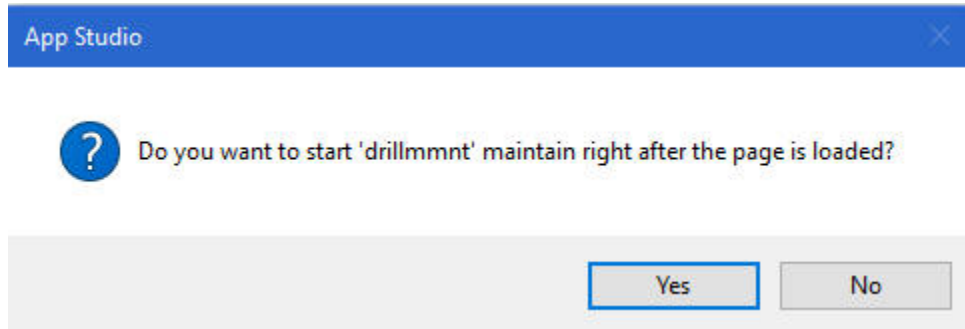 App Studio
Do you want to start 'drillmmnt' maintain right after the page is loaded?
Yes No